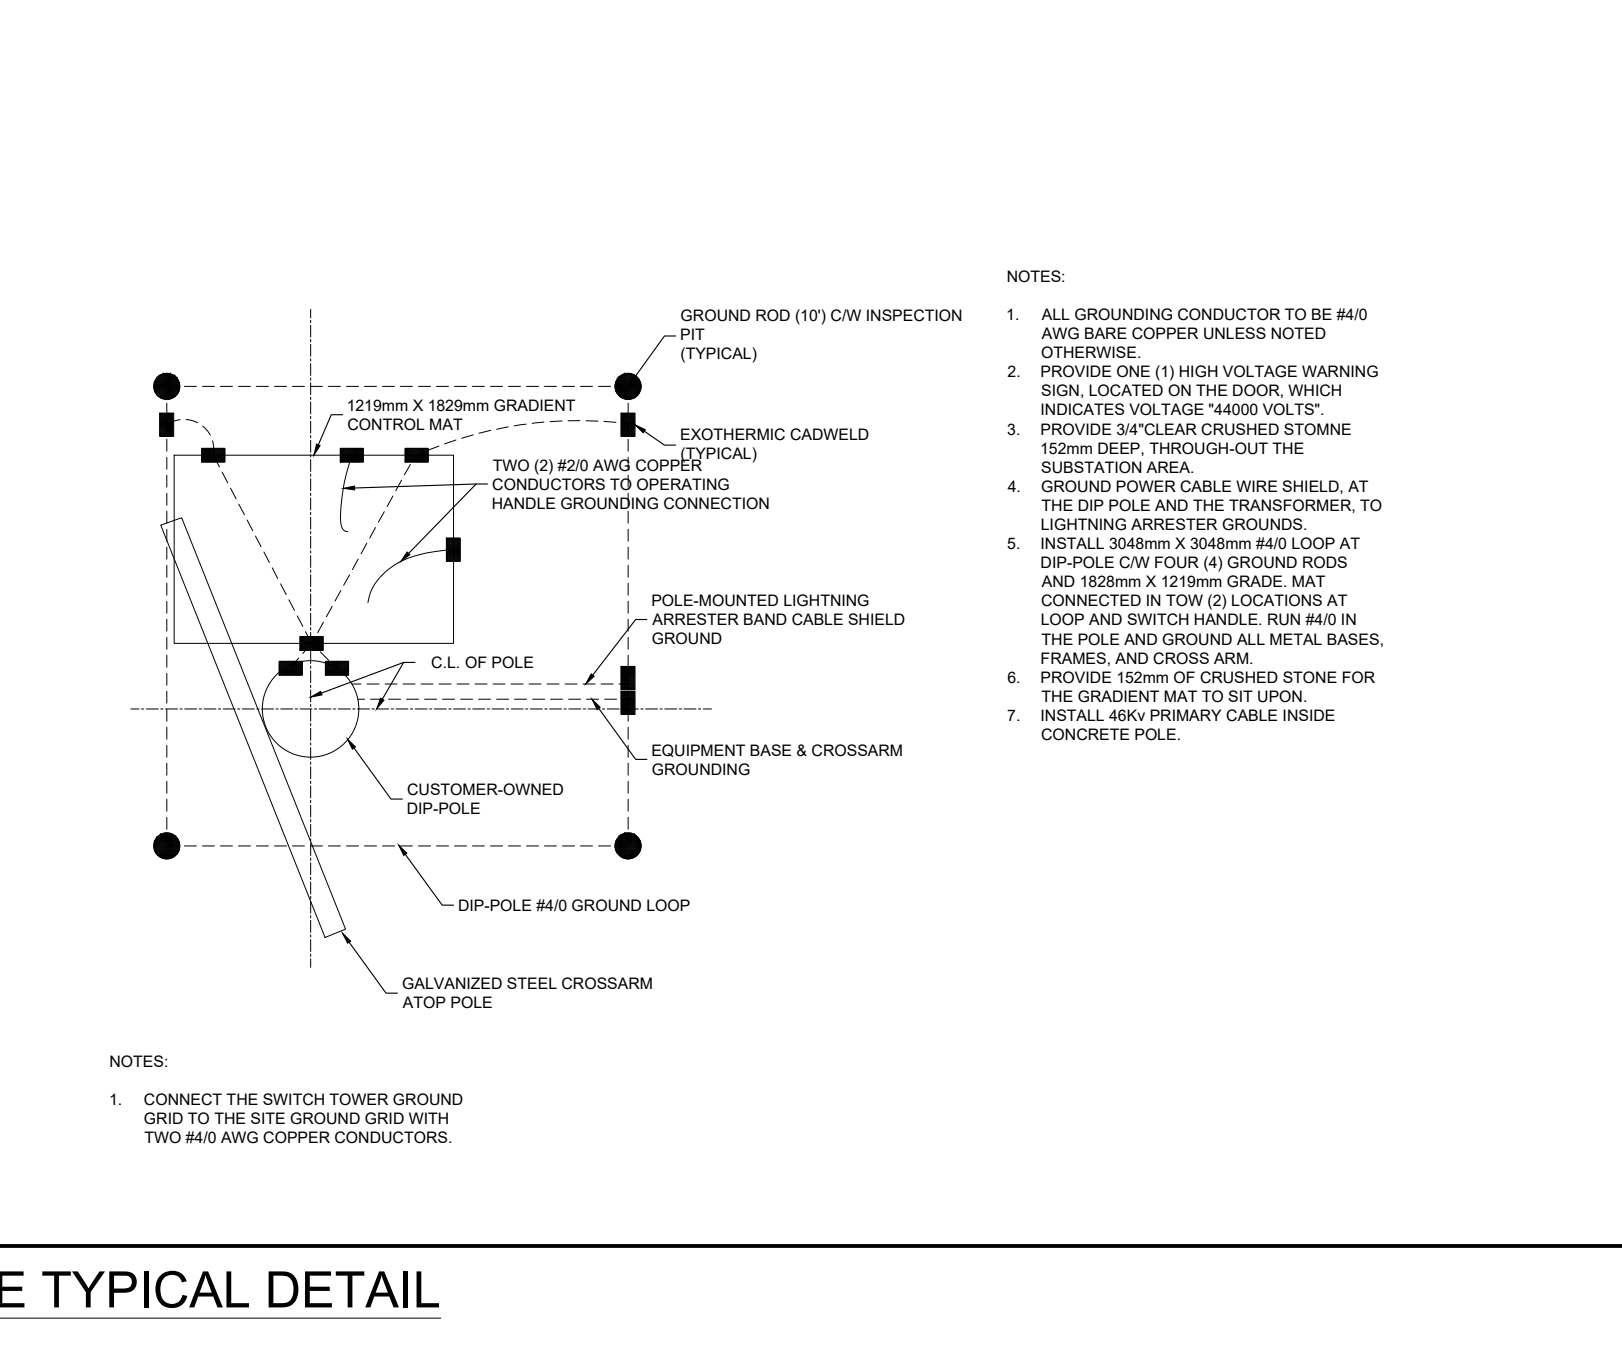 GROUND ROD (10') C/W INSPECTION
PIT
(TYPICAL)
1219mm X 1829mm GRADIENT
CONTROL MAT
EXOTHERMIC CADWELD
(TYPICAL)
TWO (2) #2/0 AWG COPPER
CONDUCTORS TO OPERATING
HANDLE GROUNDING CONNECTION
POLE-MOUNTED LIGHTNING
ARRESTER BAND CABLE SHIELD
GROUND
C.L. OF POLE
EQUIPMENT BASE & CROSSARM
GROUNDING
CUSTOMER-OWNED
DIP-POLE
DIP-POLE #4/0 GROUND LOOP
GALVANIZED STEEL CROSSARM
ATOP POLE
NOTES:
1. ALL GROUNDING CONDUCTOR TO BE #4/0
AWG BARE COPPER UNLESS NOTED
OTHERWISE.
2. PROVIDE ONE (1) HIGH VOLTAGE WARNING
SIGN, LOCATED ON THE DOOR, WHICH
INDICATES VOLTAGE "44000 VOLTS".
3. PROVIDE 3/4"CLEAR CRUSHED STOMNE
152mm DEEP, THROUGH-OUT THE
SUBSTATION AREA.
4. GROUND POWER CABLE WIRE SHIELD, AT
THE DIP POLE AND THE TRANSFORMER, TO
LIGHTNING ARRESTER GROUNDS.
5. INSTALL 3048mm X 3048mm #4/0 LOOP AT
DIP-POLE C/W FOUR (4) GROUND RODS
AND 1828mm X 1219mm GRADE. MAT
CONNECTED IN TOW (2) LOCATIONS AT
LOOP AND SWITCH HANDLE. RUN #4/0 IN
THE POLE AND GROUND ALL METAL BASES,
FRAMES, AND CROSS ARM.
6. PROVIDE 152mm OF CRUSHED STONE FOR
THE GRADIENT MAT TO SIT UPON.
7. INSTALL 46Kv PRIMARY CABLE INSIDE
CONCRETE POLE.
NOTES:
1. CONNECT THE SWITCH TOWER GROUND
GRID TO THE SITE GROUND GRID WITH
TWO #4/0 AWG COPPER CONDUCTORS.
E TYPICAL DETAIL